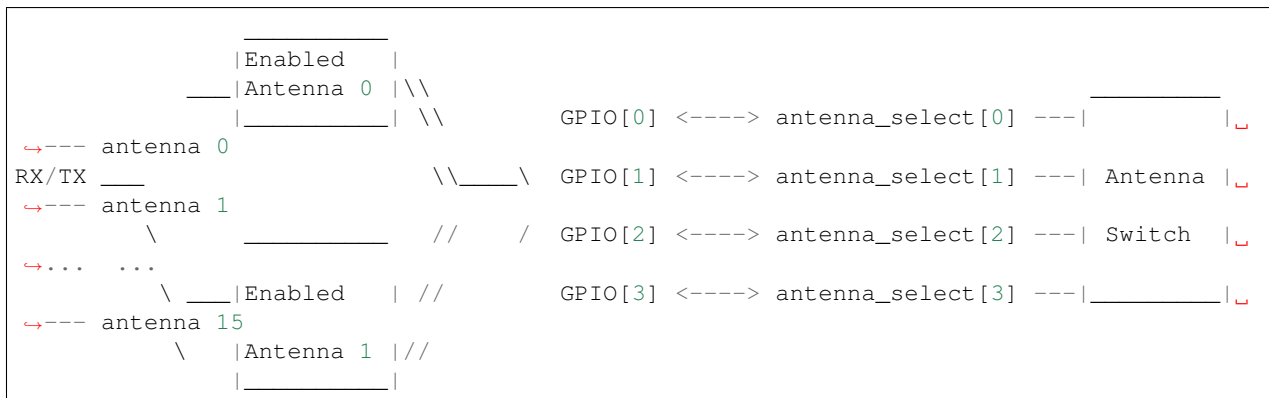 __________
               |Enabled   |
            ___|Antenna 0 |\\                                               _________
               |__________| \\        GPIO[0] <----> antenna_select[0] ---|         |␣
↪--- antenna 0
RX/TX ___                    \\____\  GPIO[1] <----> antenna_select[1] ---| Antenna |␣
↪--- antenna 1
         \      __________   //    /  GPIO[2] <----> antenna_select[2] ---| Switch  |␣
↪...  ...
          \ ___|Enabled   | //        GPIO[3] <----> antenna_select[3] ---|_________|␣
↪--- antenna 15
           \   |Antenna 1 |//
               |__________|